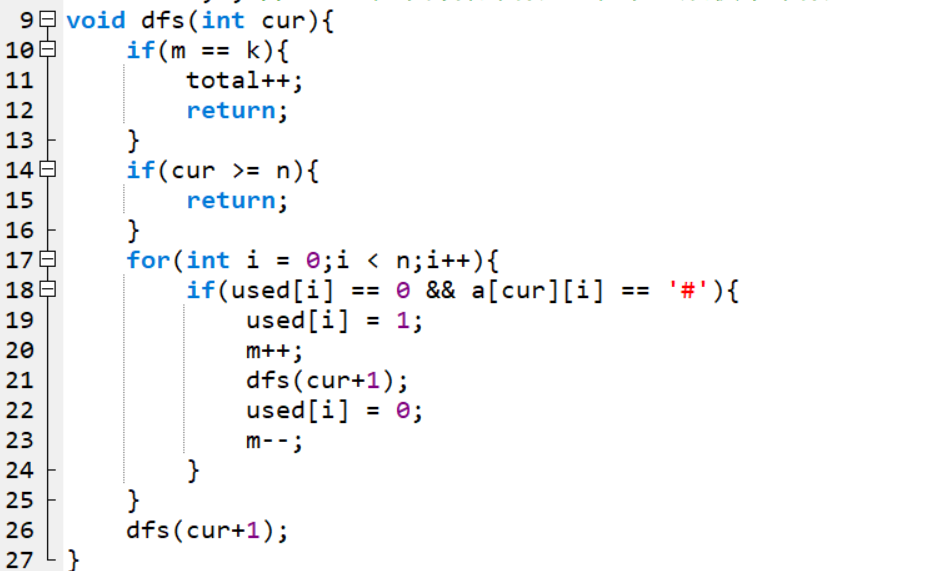 9 void dfs(int cur){
10     if(m == k){
11         total++;
12         return;
13     }
14     if(cur >= n){
15         return;
16     }
17     for(int i = 0;i < n;i++){
18         if(used[i] == 0 && a[cur][i] == '#'){
19             used[i] = 1;
20             m++;
21             dfs(cur+1);
22             used[i] = 0;
23             m--;
24         }
25     }
26     dfs(cur+1);
27 }